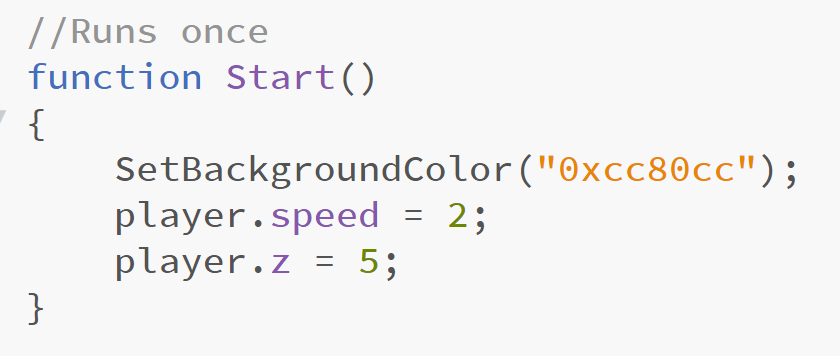 //Runs once
function Start()
{
    SetBackgroundColor("0xcc80cc");
    player.speed = 2;
    player.z = 5;
}